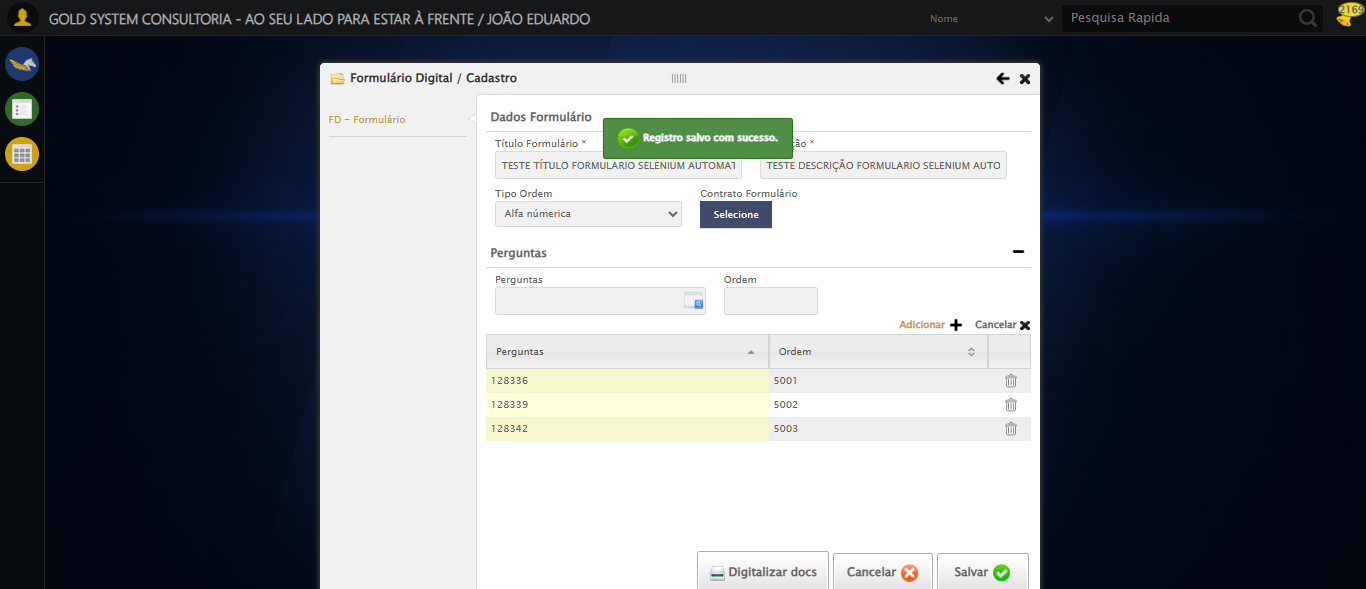 GOLD SYSTEM CONSULTORIA - AO SEU LADO PARA ESTAR À FRENTE / JOÃO EDUARDO
Nome
Pesquisa Rapida
2169
Formulário Digital / Cadastro
FD - Formulário
Dados Formulário
Registro salvo com sucesso.
Título Formulário *
ção *
TESTE TÍTULO FORMULARIO SELENIUM AUTOMAT
TESTE DESCRIÇÃO FORMULARIO SELENIUM AUTO
Tipo Ordem
Contrato Formulário
Alfa númerica
Selecione
Perguntas
Perguntas
Ordem
Adicionar
Cancelar
Perguntas
Ordem
128336
5001
128339
5002
128342
5003
Digitalizar docs
Cancelar
Salvar